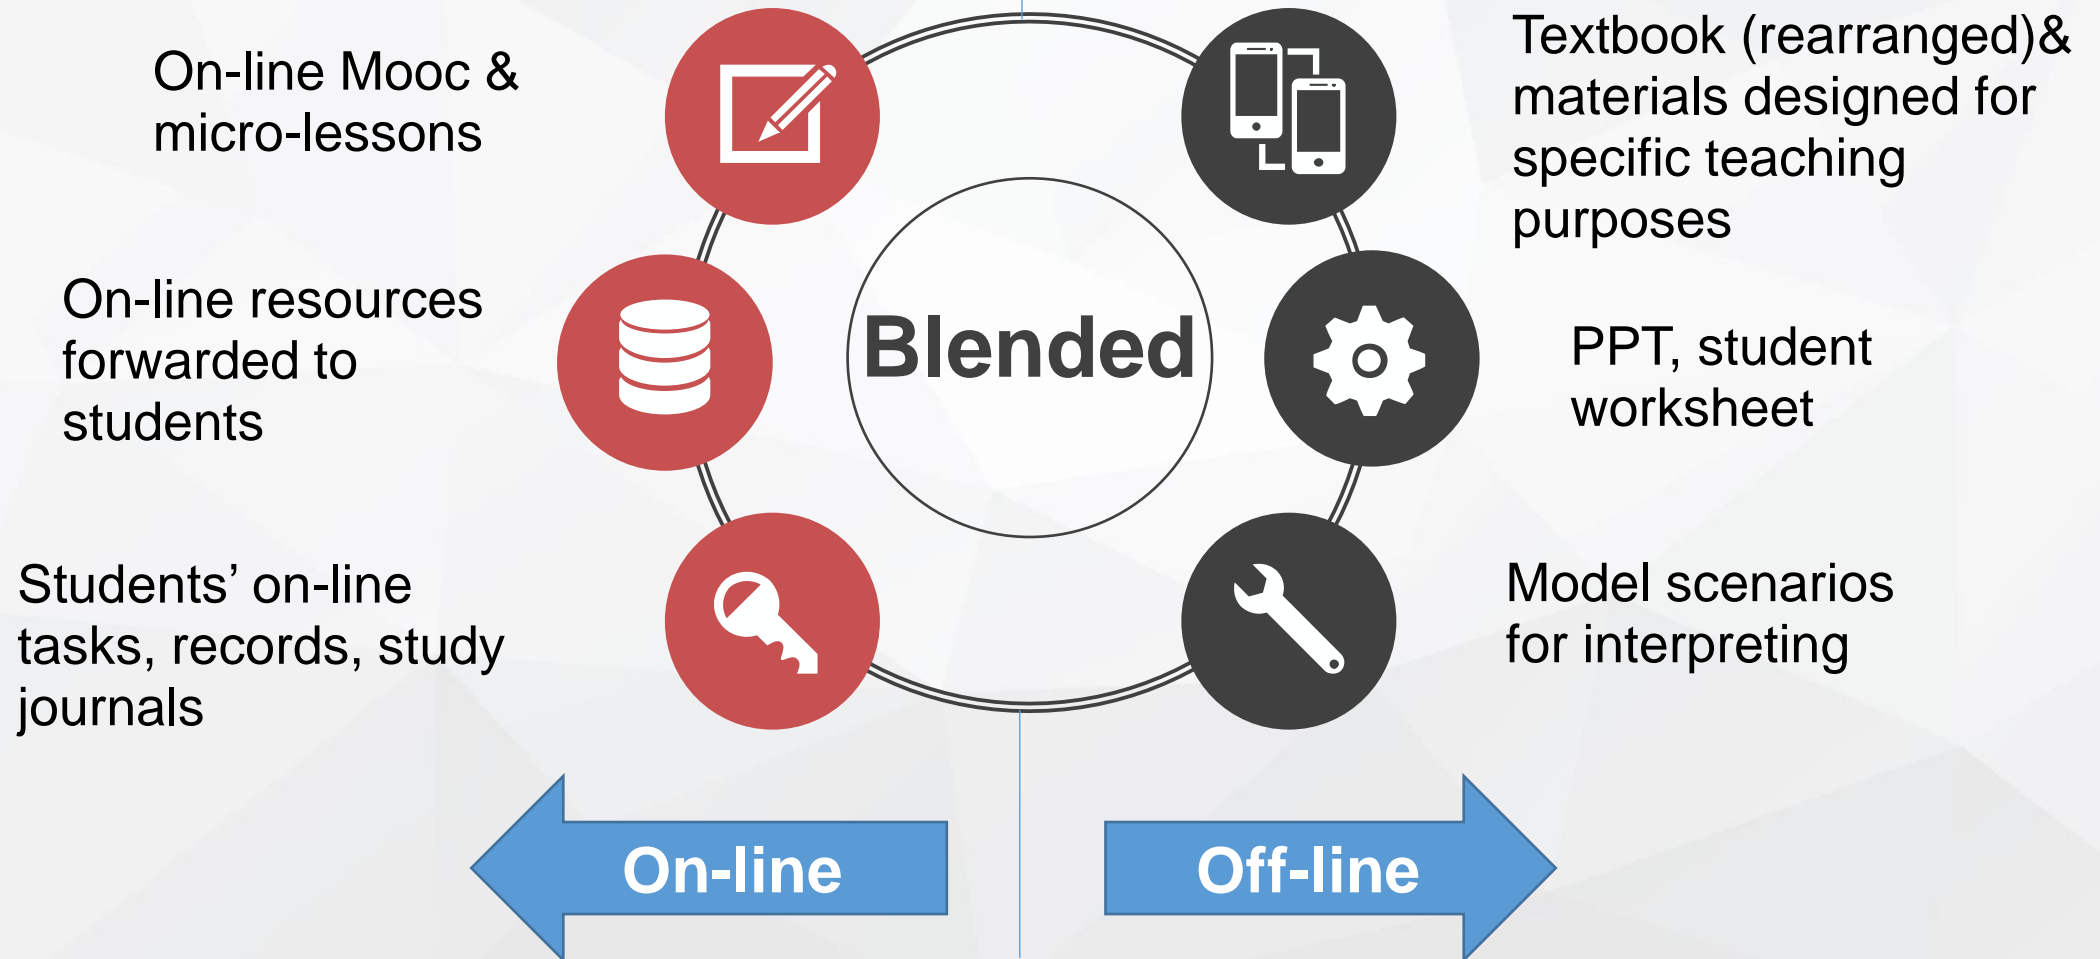 On-line Mooc &
micro-lessons
On-line resources
forwarded to
students
Students’ on-line
tasks, records, study
journals
Blended
Textbook (rearranged)&
materials designed for
specific teaching
purposes
PPT, student
worksheet
Model scenarios
for interpreting
On-line
Off-line